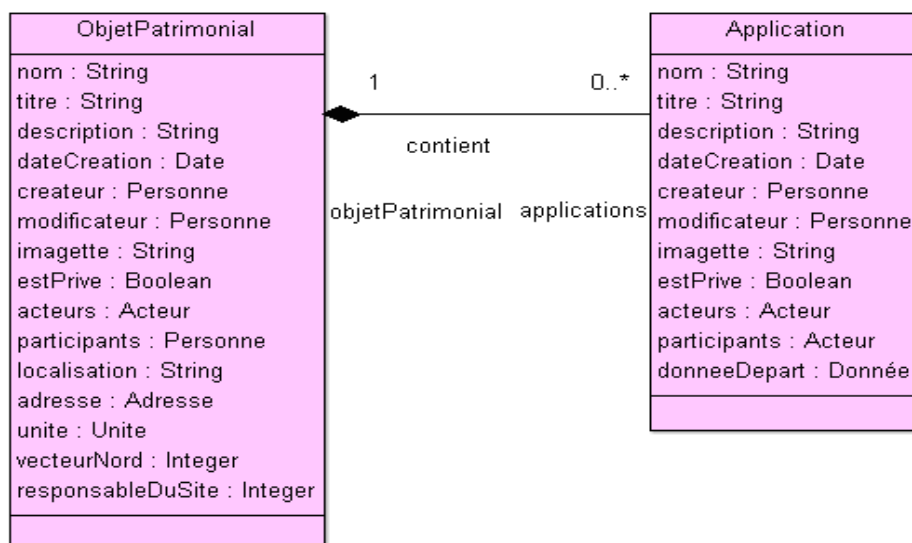 ObjetPatrimonial
nom : String
titre : String
description : String
dateCreation : Date
createur : Personne
modificateur : Personne
imagette : String
estPrive : Boolean
acteurs : Acteur
participants : Personne
localisation : String
adresse : Adresse
unite : Unite
vecteurNord : Integer
responsableDuSite : Integer
1 0..*
contient
objetPatrimonial applications
Application
nom : String
titre : String
description : String
dateCreation : Date
createur : Personne
modificateur : Personne
imagette : String
estPrive : Boolean
acteurs : Acteur
participants : Acteur
donneeDepart : Donnée